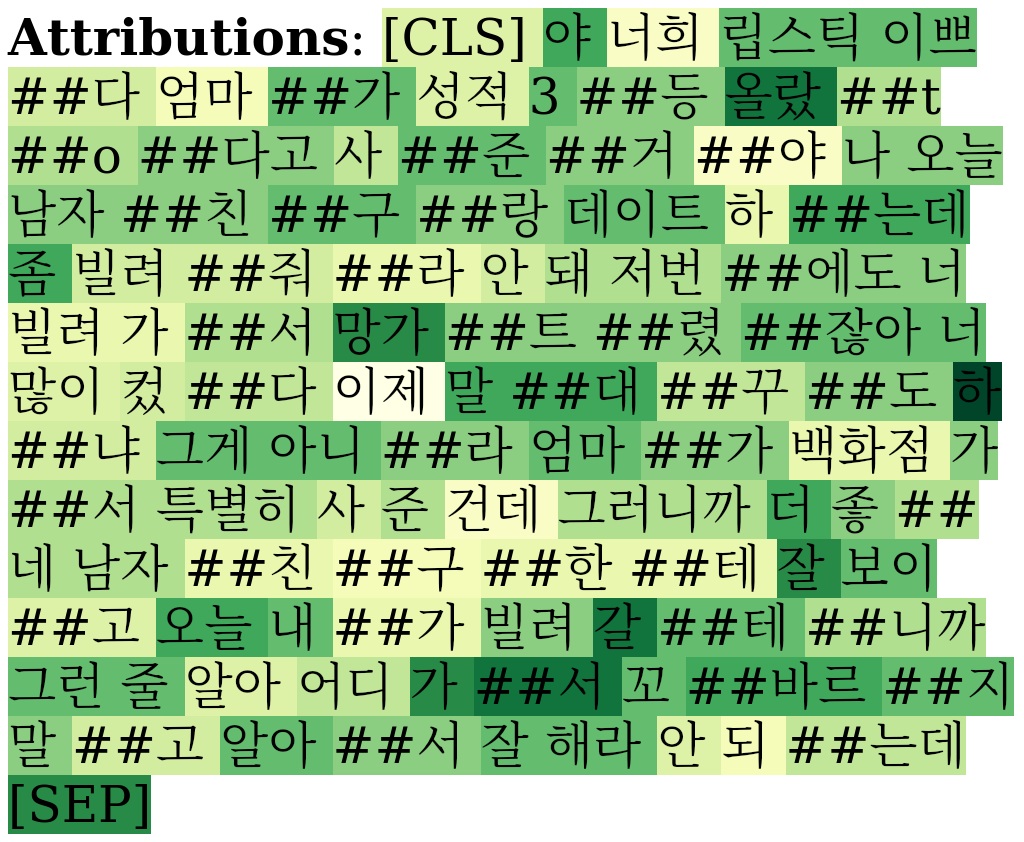 Attributions: [CLS] 야 너희 립스틱 이쁘
##다 엄마 ##가 성적 3 ##등 올랐 ##t
##o ##다고 사 ##준 ##거 ##야 나 오늘
남자 ##친 ##구 ##랑 데이트 하 ##는데
좀 빌려 ##줘 ##라 안 돼 저번 ##에도 너
빌려 가 ##서 망가 ##트 ##렸 ##잖아 너
많이 컸 ##다 이제 말 ##대 ##꾸 ##도 하
##냐 그게 아니 ##라 엄마 ##가 백화점 가
##서 특별히 사 준 건데 그러니까 더 좋 ##
네 남자 ##친 ##구 ##한 ##테 잘 보이
##고 오늘 내 ##가 빌려 갈 ##테 ##니까
그런 줄 알아 어디 가 ##서 꼬 ##바르 ##지
말 ##고 알아 ##서 잘 해라 안 되 ##는데
[SEP]